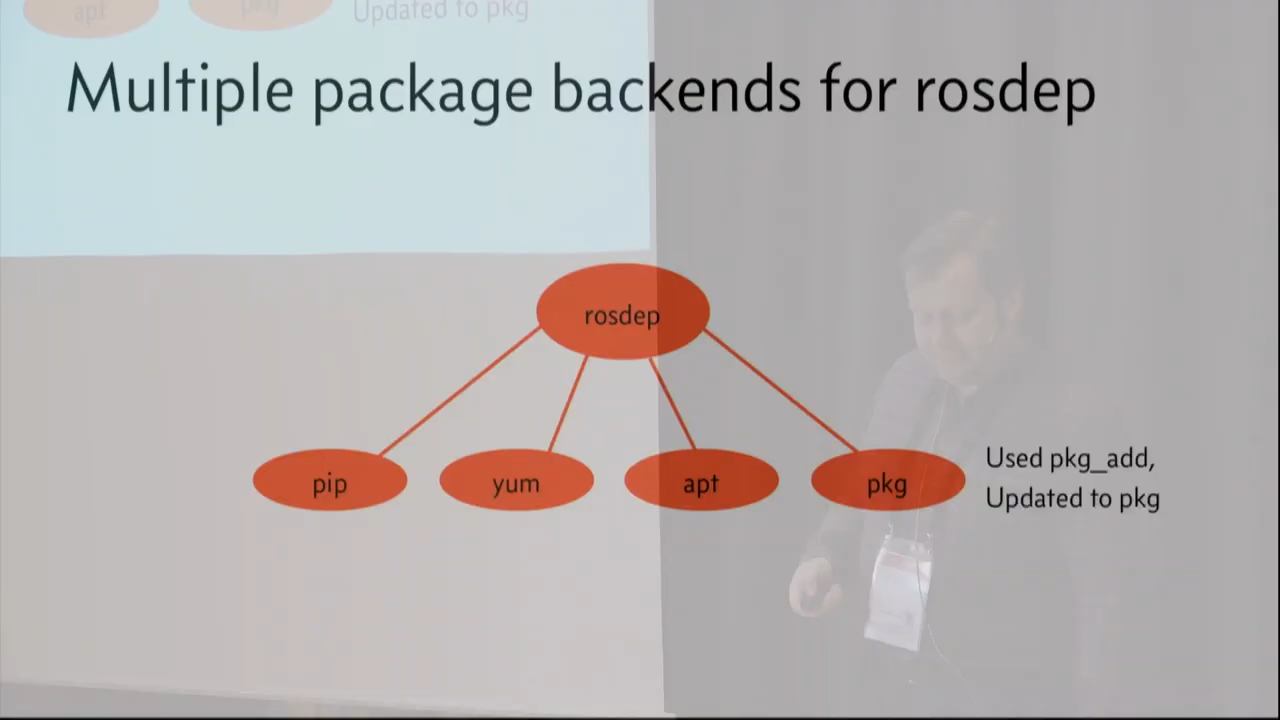 apt pkg Updated to pkg
Multiple package backends for rosdep
rosdep
pip yum apt pkg
Used pkg_add,
Updated to pkg